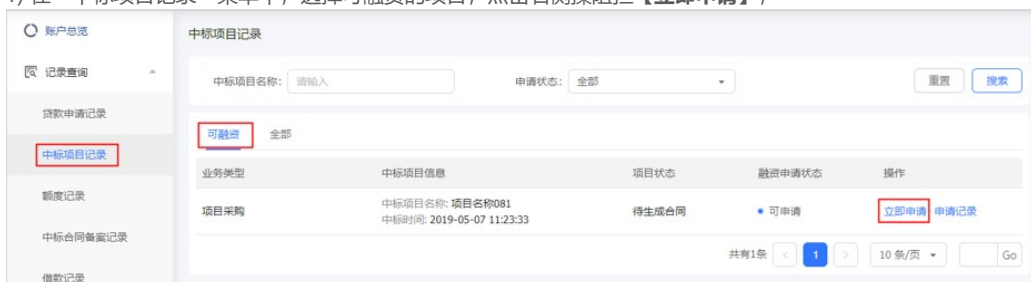 账户总览
中标项目记录
记录查询
中标项目名称: 请输入 申请状态: 全部 重置 搜索
贷款申请记录
可融资 全部
中标项目记录
业务类型 中标项目信息 项目状态 融资申请状态 操作
额度记录
项目采购 中标项目名称: 项目名称081 待生成合同 可申请 立即申请 申请记录
中标时间: 2019-05-07 11:23:33
中标合同备案记录
共有1条 < 1 > 10 条/页 Go
借款记录